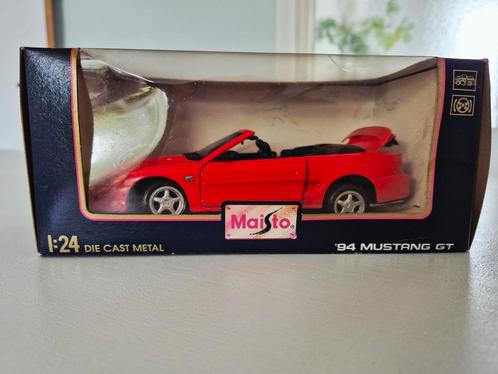 Maisto®
1:24 DIE CAST METAL
'94 MUSTANG GT